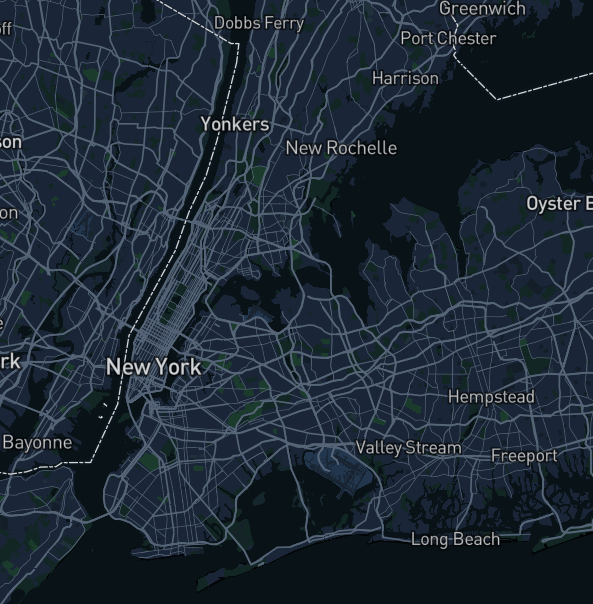 Greenwich
Dobbs Ferry
Port Chester
Harrison
Yonkers
New Rochelle
Oyster B
New York
Hempstead
Bayonne
Valley Stream
Freeport
Long Beach